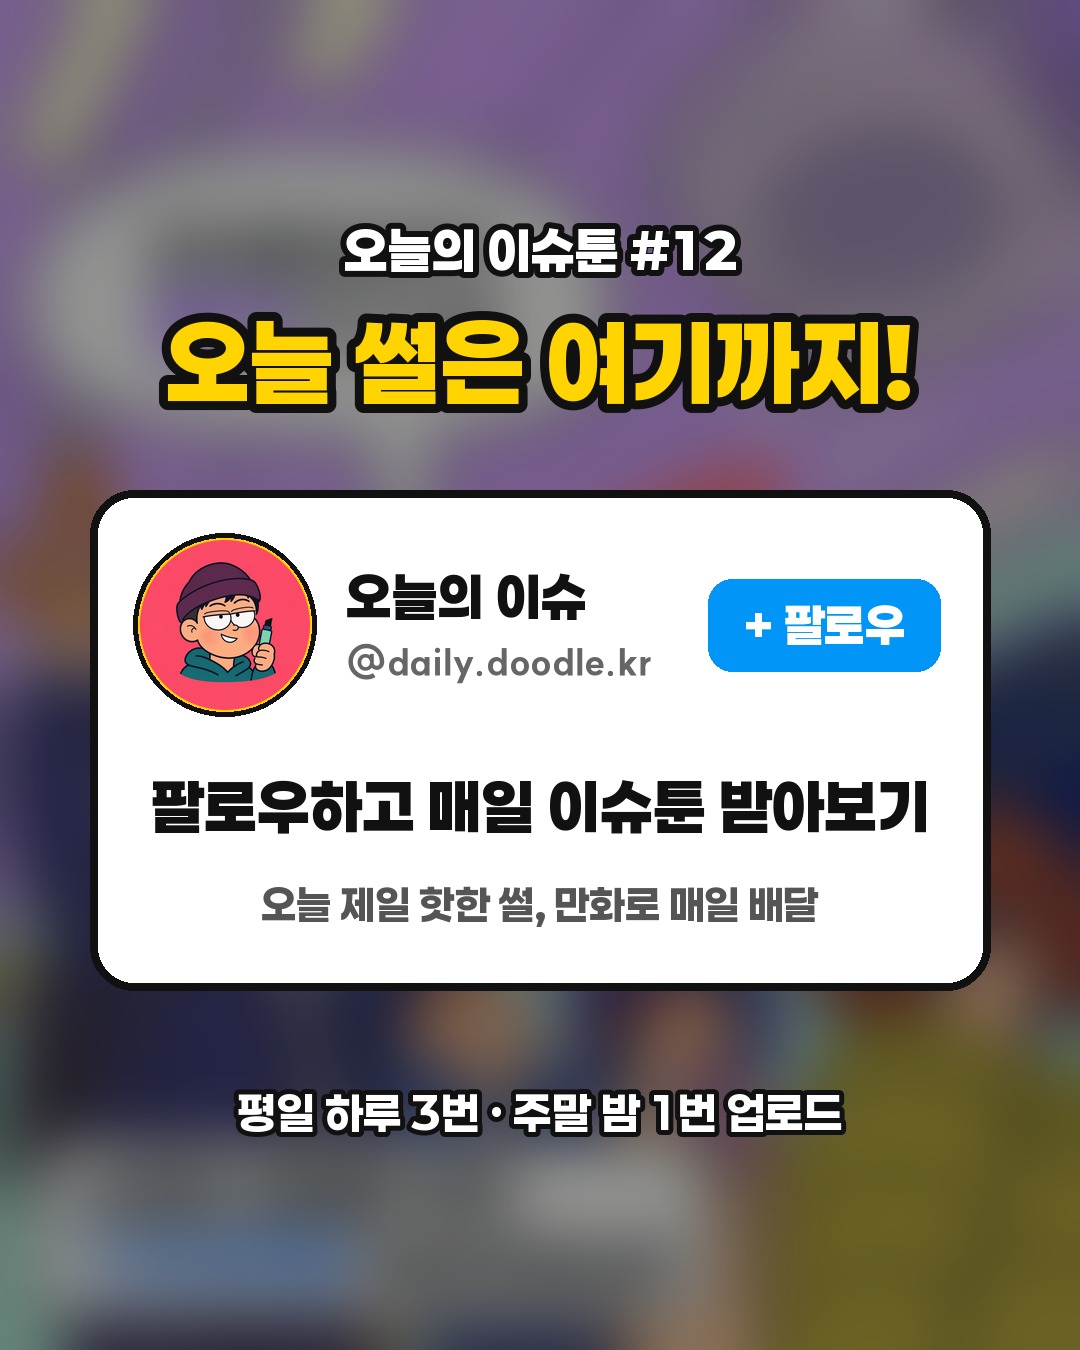 오늘의 이슈툰 #12
오늘 썰은 여기까지!
오늘의 이슈
@daily.doodle.kr
+ 팔로우
팔로우하고 매일 이슈툰 받아보기
오늘 제일 핫한 썰, 만화로 매일 배달
평일 하루 3번 · 주말 밤 1번 업로드